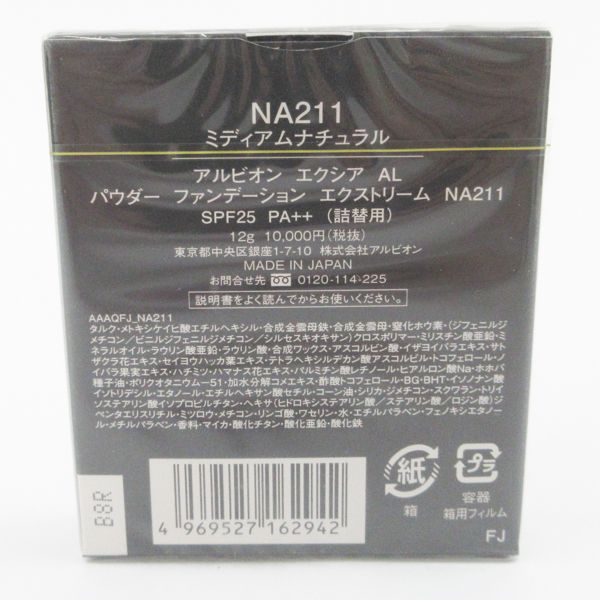 NA211
ミディアムナチュラル
アルビオン エクシア AL
パウダー ファンデーション エクストリーム NA211
SPF25 PA++ (詰替用)
12g 10,000円(税抜)
東京都中央区銀座1-7-10 株式会社アルビオン
MADE IN JAPAN
お問合せ先 0120-114-225
説明書をよく読んでからお使いください。
AAAQFJ_NA211
タルク・メトキシケイヒ酸エチルヘキシル・合成金雲母鉄・合成金雲母・窒化ホウ素・(ジフェニルジ
メチコン/ビニルジフェニルジメチコン/シルセスキオキサン)クロスポリマー・ミリスチン酸亜鉛・ミ
ネラルオイル・ラウリン酸亜鉛・ラウリン酸・合成ワックス・アスコルビン酸・イザヨイバラエキス・サト
ザクラ花エキス・セイヨウハッカ葉エキス・テトラヘキシルデカン酸アスコルビル・トコフェロール・ノ
イバラ果実エキス・ハチミツ・ハマナス花エキス・パルミチン酸レチノール・ヒアルロン酸Na・ホホバ
種子油・ポリクオタニウム-51・加水分解コメエキス・酢酸トコフェロール・BG・BHT・イソノナン酸
イソトリデシル・エタノール・エチルヘキサン酸セチル・コーン油・シリカ・ジメチコン・スクワラン・トリイ
ソステアリン酸イソプロピルチタン・ヘキサ(ヒドロキシステアリン酸/ステアリン酸/ロジン酸)ジ
ペンタエリスリチル・ミツロウ・メチコン・リンゴ酸・ワセリン・水・エチルパラベン・フェノキシエタノー
ル・メチルパラベン・香料・マイカ・酸化チタン・酸化亜鉛・酸化鉄
B8R
4 969527 162942
紙
箱
プラ
容器
箱用フィルム
FJ